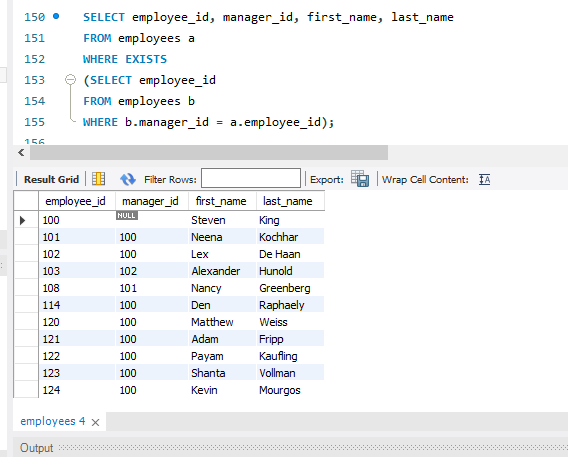 150 SELECT employee_id, manager_id, first_name, last_name
151 FROM employees a
152 WHERE EXISTS
153 (SELECT employee_id
154 FROM employees b
155 WHERE b.manager_id = a.employee_id);
156
Result Grid Filter Rows: Export: Wrap Cell Content: IA
employee_id manager_id first_name last_name
100 NULL Steven King
101 100 Neena Kochhar
102 100 Lex De Haan
103 102 Alexander Hunold
108 101 Nancy Greenberg
114 100 Den Raphaely
120 100 Matthew Weiss
121 100 Adam Fripp
122 100 Payam Kaufling
123 100 Shanta Vollman
124 100 Kevin Mourgos
employees 4
Output